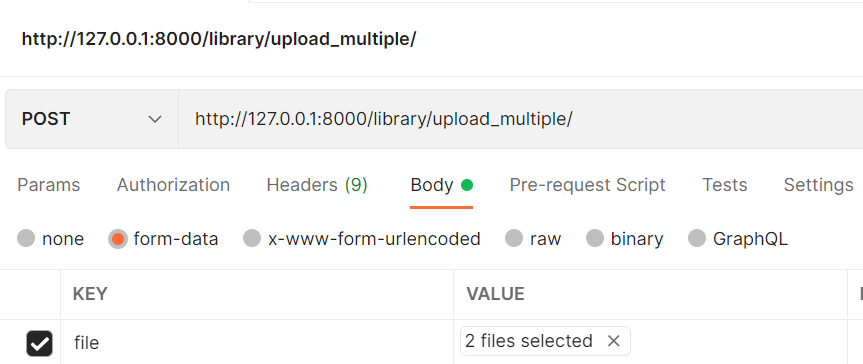 http://127.0.0.1:8000/library/upload_multiple/
POST http://127.0.0.1:8000/library/upload_multiple/
Params Authorization Headers (9) Body Pre-request Script Tests Settings
none form-data x-www-form-urlencoded raw binary GraphQL
KEY VALUE
file 2 files selected